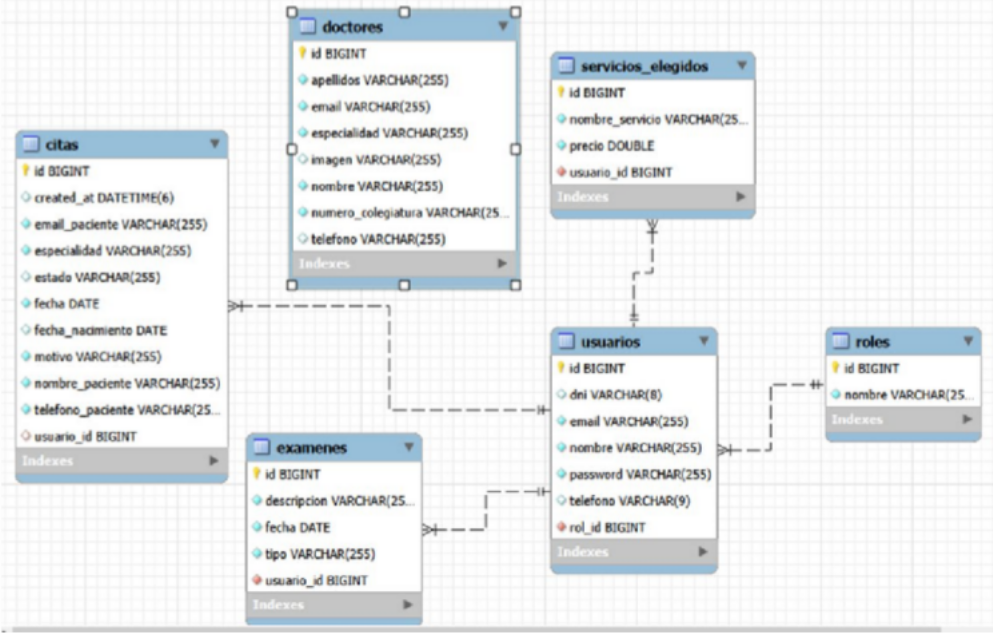 doctores
id BIGINT
apellidos VARCHAR(255)
email VARCHAR(255)
especialidad VARCHAR(255)
imagen VARCHAR(255)
nombre VARCHAR(255)
numero_colegiatura VARCHAR(25...
telefono VARCHAR(255)
Indexes
servicios_elegidos
id BIGINT
nombre_servicio VARCHAR(25...
precio DOUBLE
usuario_id BIGINT
Indexes
citas
id BIGINT
created_at DATETIME(6)
email_paciente VARCHAR(255)
especialidad VARCHAR(255)
estado VARCHAR(255)
fecha DATE
fecha_nacimiento DATE
motivo VARCHAR(255)
nombre_paciente VARCHAR(255)
telefono_paciente VARCHAR(25...
usuario_id BIGINT
Indexes
usuarios
id BIGINT
dni VARCHAR(8)
email VARCHAR(255)
nombre VARCHAR(255)
password VARCHAR(255)
telefono VARCHAR(9)
rol_id BIGINT
Indexes
roles
id BIGINT
nombre VARCHAR(25...
Indexes
examenes
id BIGINT
descripcion VARCHAR(25...
fecha DATE
tipo VARCHAR(255)
usuario_id BIGINT
Indexes